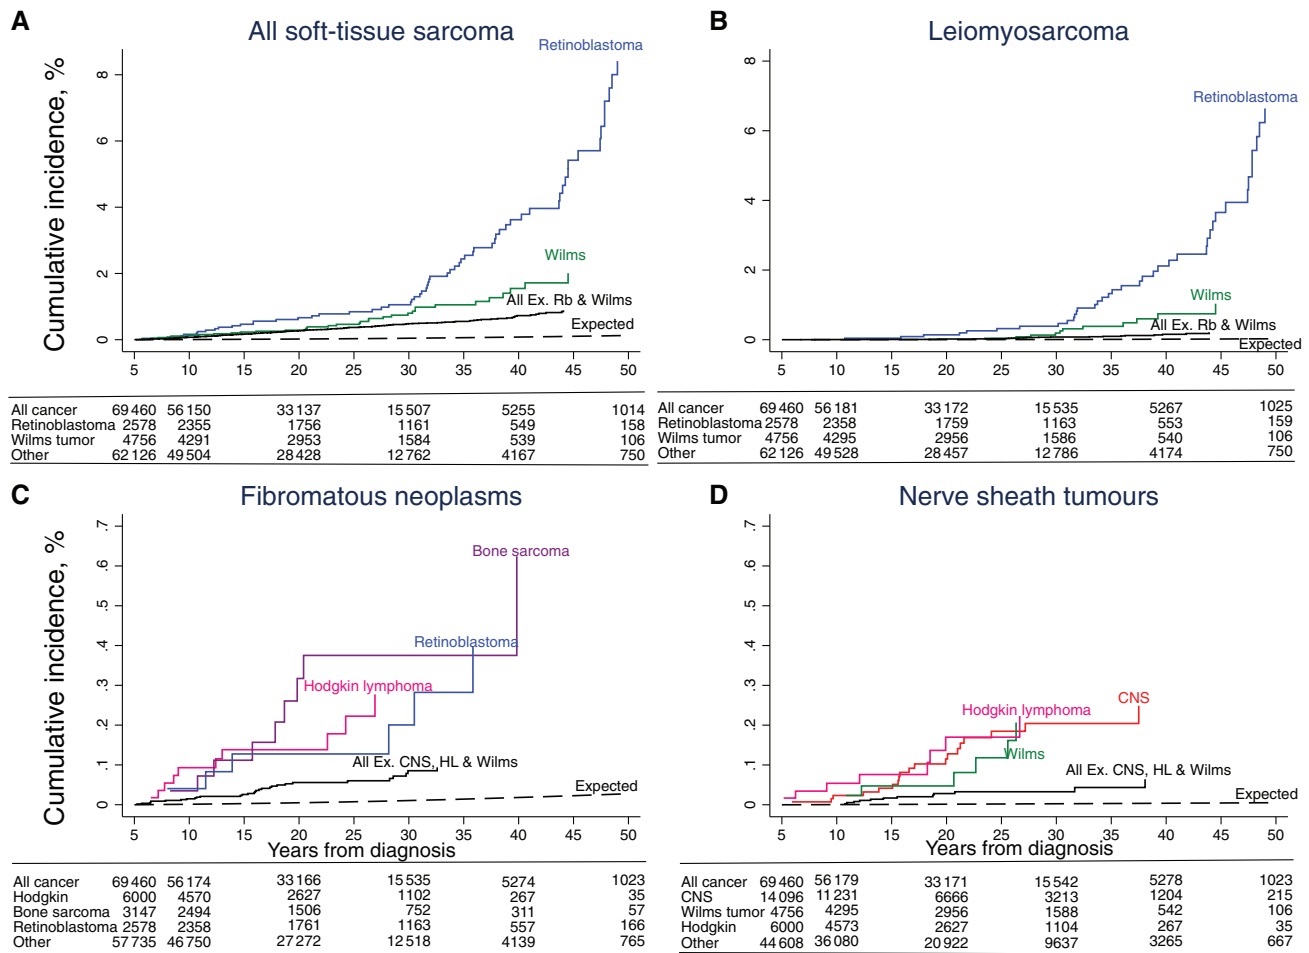 A
All soft-tissue sarcoma
Cumulative incidence, %
8
6
4
2
0
Retinoblastoma
Wilms
All Ex. Rb & Wilms
Expected
5 10 15 20 25 30 35 40 45 50
All cancer 69 460 56 150 33 137 15 507 5255 1014
Retinoblastoma 2578 2355 1756 1161 549 158
Wilms tumor 4756 4291 2953 1584 539 106
Other 62 126 49 504 28 428 12 762 4167 750
B
Leiomyosarcoma
8
6
4
2
0
Retinoblastoma
Wilms
All Ex. Rb & Wilms
Expected
5 10 15 20 25 30 35 40 45 50
All cancer 69 460 56 181 33 172 15 535 5267 1025
Retinoblastoma 2578 2358 1759 1163 553 159
Wilms tumor 4756 4295 2956 1586 540 106
Other 62 126 49 528 28 457 12 786 4174 750
C
Fibromatous neoplasms
Cumulative incidence, %
.7
.6
.5
.4
.3
.2
.1
0
Bone sarcoma
Retinoblastoma
Hodgkin lymphoma
All Ex. CNS, HL & Wilms
Expected
5 10 15 20 25 30 35 40 45 50
Years from diagnosis
All cancer 69 460 56 174 33 166 15 535 5274 1023
Hodgkin 6000 4570 2627 1102 267 35
Bone sarcoma 3147 2494 1506 752 311 57
Retinoblastoma 2578 2358 1761 1163 557 166
Other 57 735 46 750 27 272 12 518 4139 765
D
Nerve sheath tumours
.7
.6
.5
.4
.3
.2
.1
0
CNS
Hodgkin lymphoma
Wilms
All Ex. CNS, HL & Wilms
Expected
5 10 15 20 25 30 35 40 45 50
Years from diagnosis
All cancer 69 460 56 179 33 171 15 542 5278 1023
CNS 14 096 11 231 6666 3213 1204 215
Wilms tumor 4756 4295 2956 1588 542 106
Hodgkin 6000 4573 2627 1104 267 35
Other 44 608 36 080 20 922 9637 3265 667